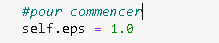 #pour commencer
self.eps = 1.0